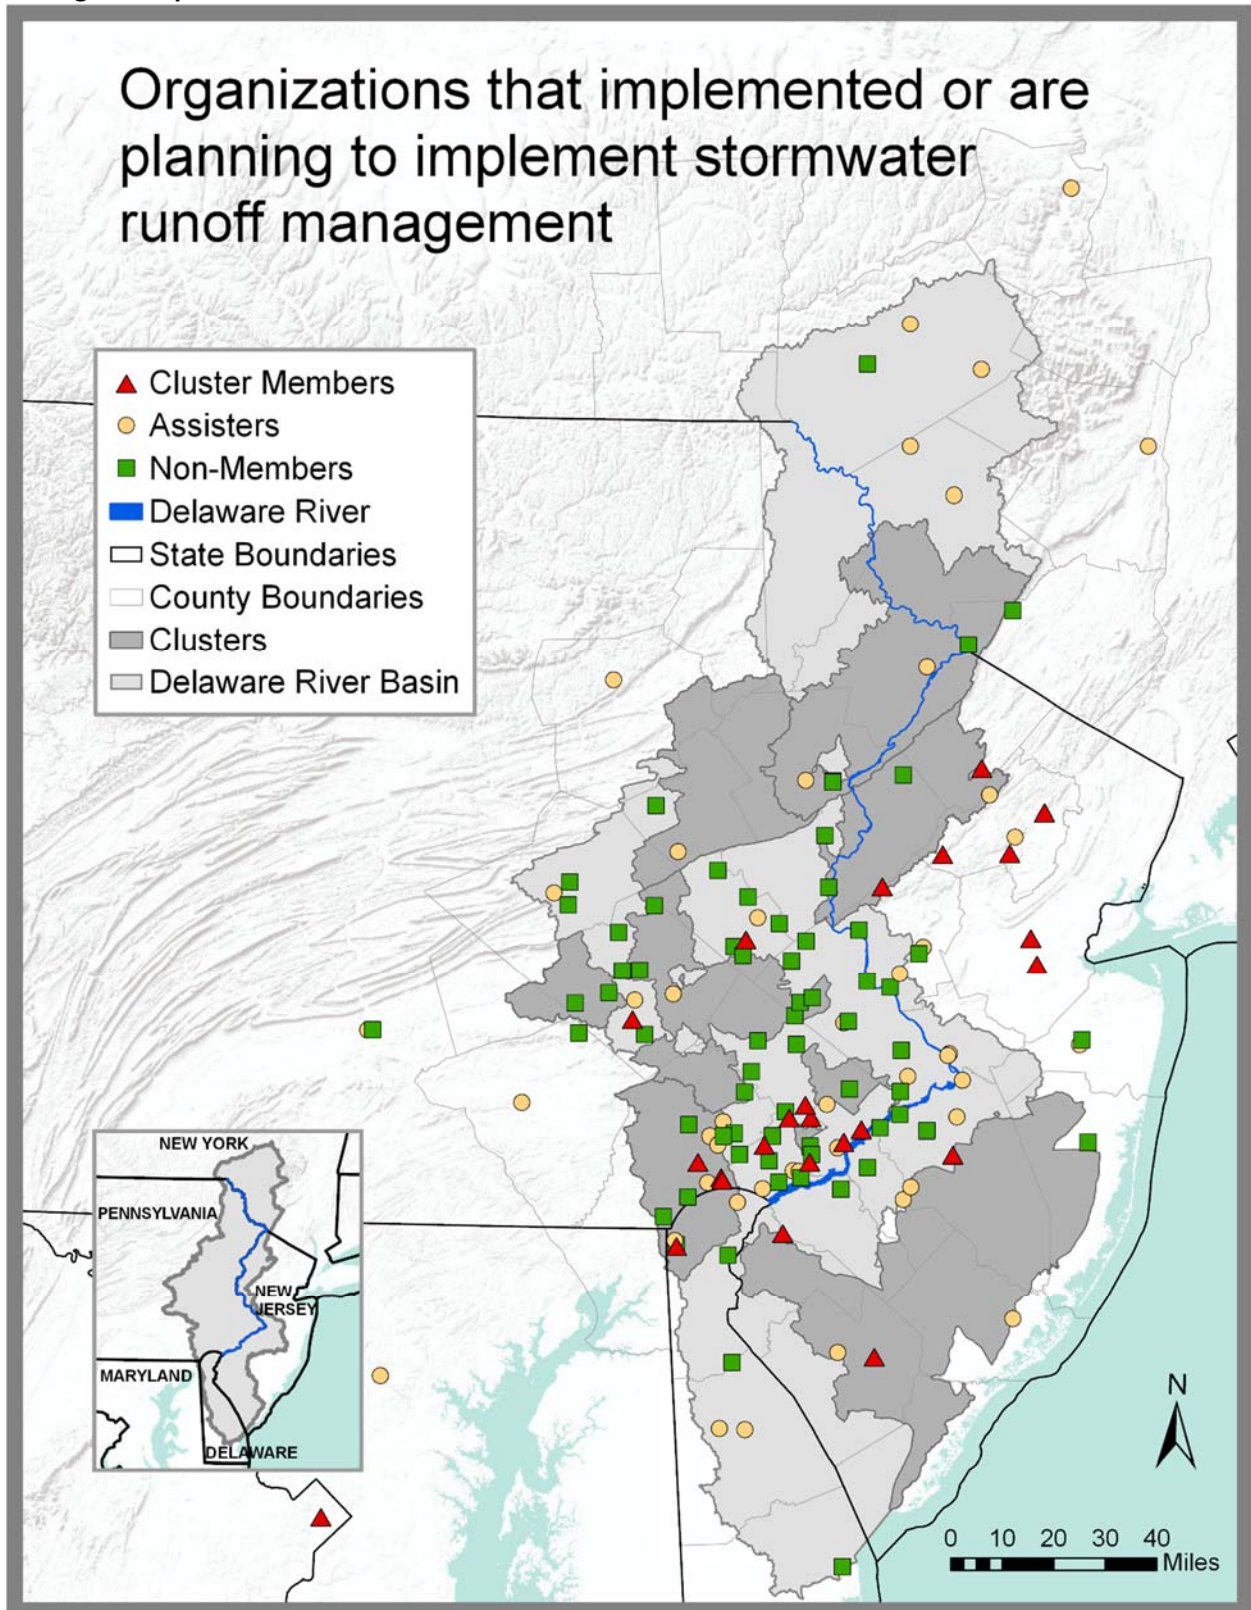 Organizations that implemented or are
planning to implement stormwater
runoff management
Cluster Members
Assisters
Non-Members
Delaware River
State Boundaries
County Boundaries
Clusters
Delaware River Basin
NEW YORK
PENNSYLVANIA
NEW
JERSEY
MARYLAND
DELAWARE
N
0 10 20 30 40
Miles